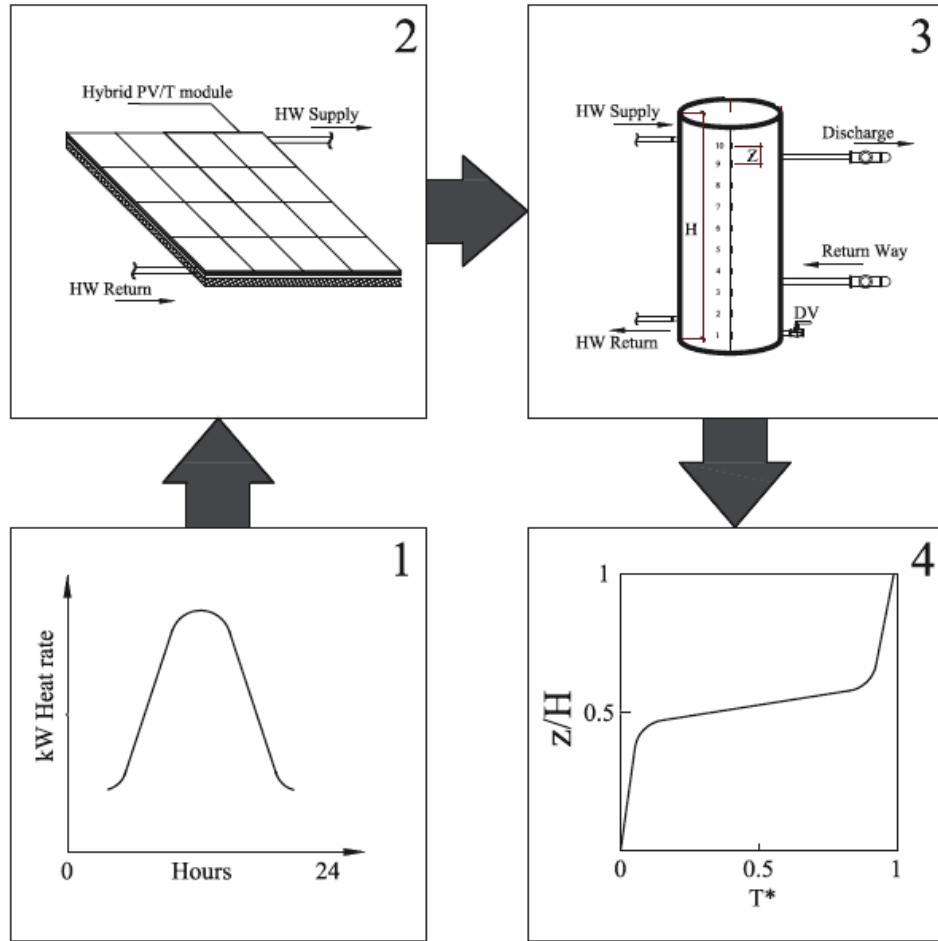 2
Hybrid PV/T module
HW Supply
HW Return
3
HW Supply
Discharge
10
9
8
7
6
5
4
3
2
1
Z
H
Return Way
DV
HW Return
1
kW Heat rate
0
Hours
24
4
1
z/H
0.5
0
0.5
1
T*